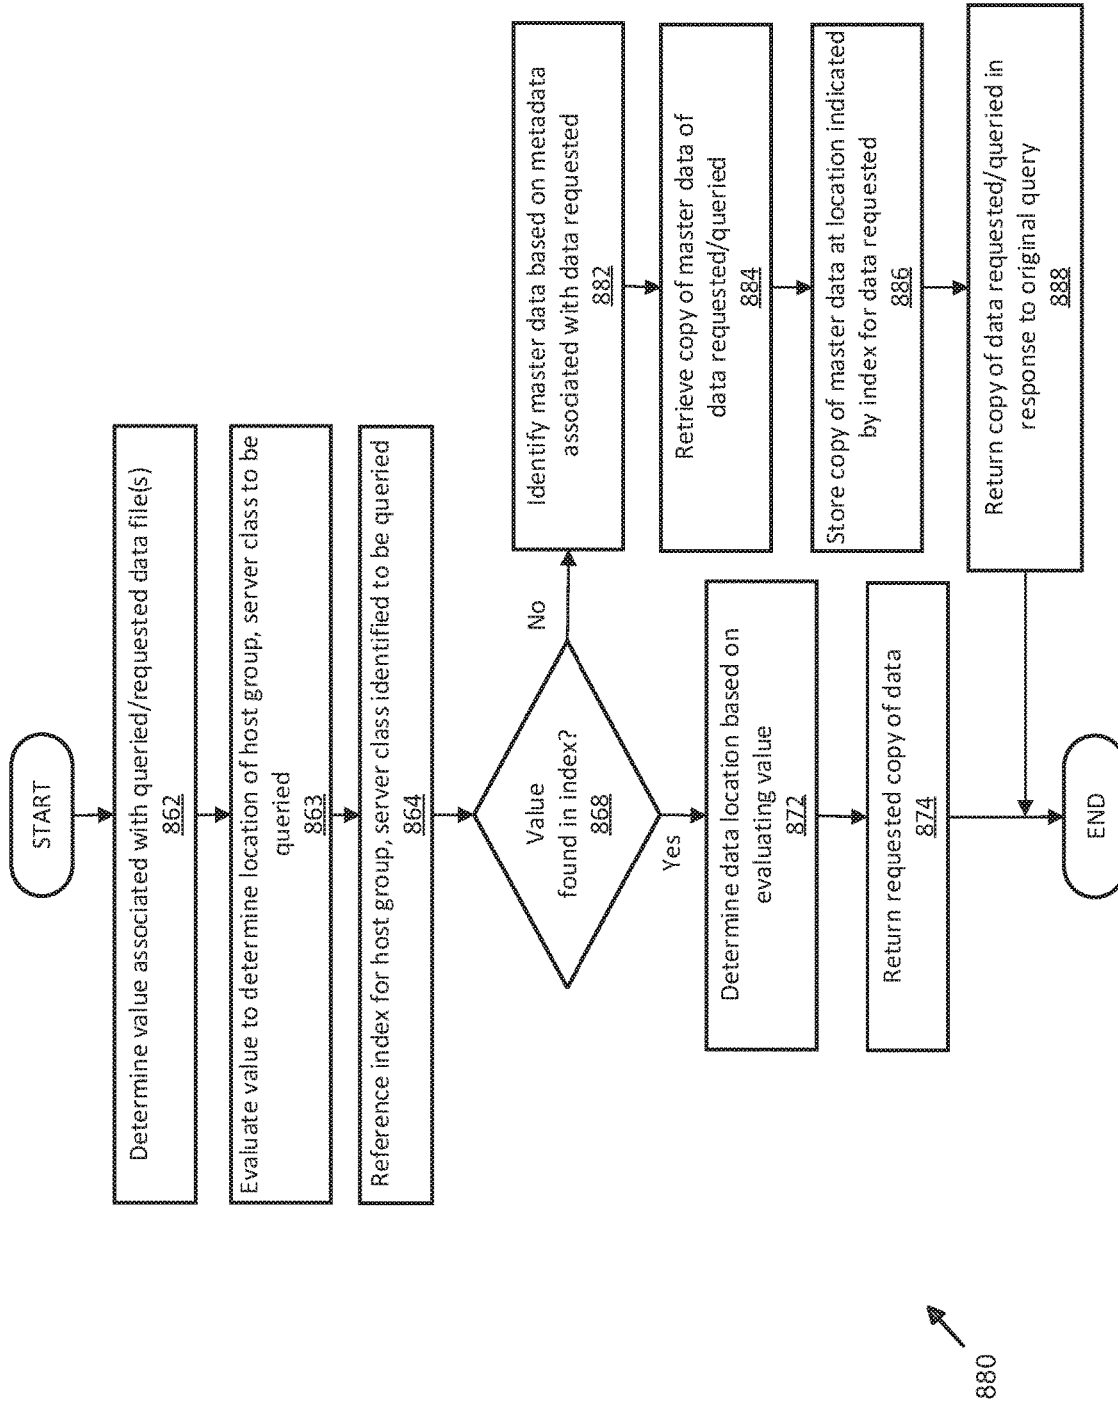 START
Determine value associated with queried/requested data file(s)
862
Evaluate value to determine location of host group, server class to be
queried
863
Reference index for host group, server class identified to be queried
864
Value
found in index?
868
No
Yes
Identify master data based on metadata
associated with data requested
882
Retrieve copy of master data of
data requested/queried
884
Store copy of master data at location indicated
by index for data requested
886
Return copy of data requested/queried in
response to original query
888
Determine data location based on
evaluating value
872
Return requested copy of data
874
END
880